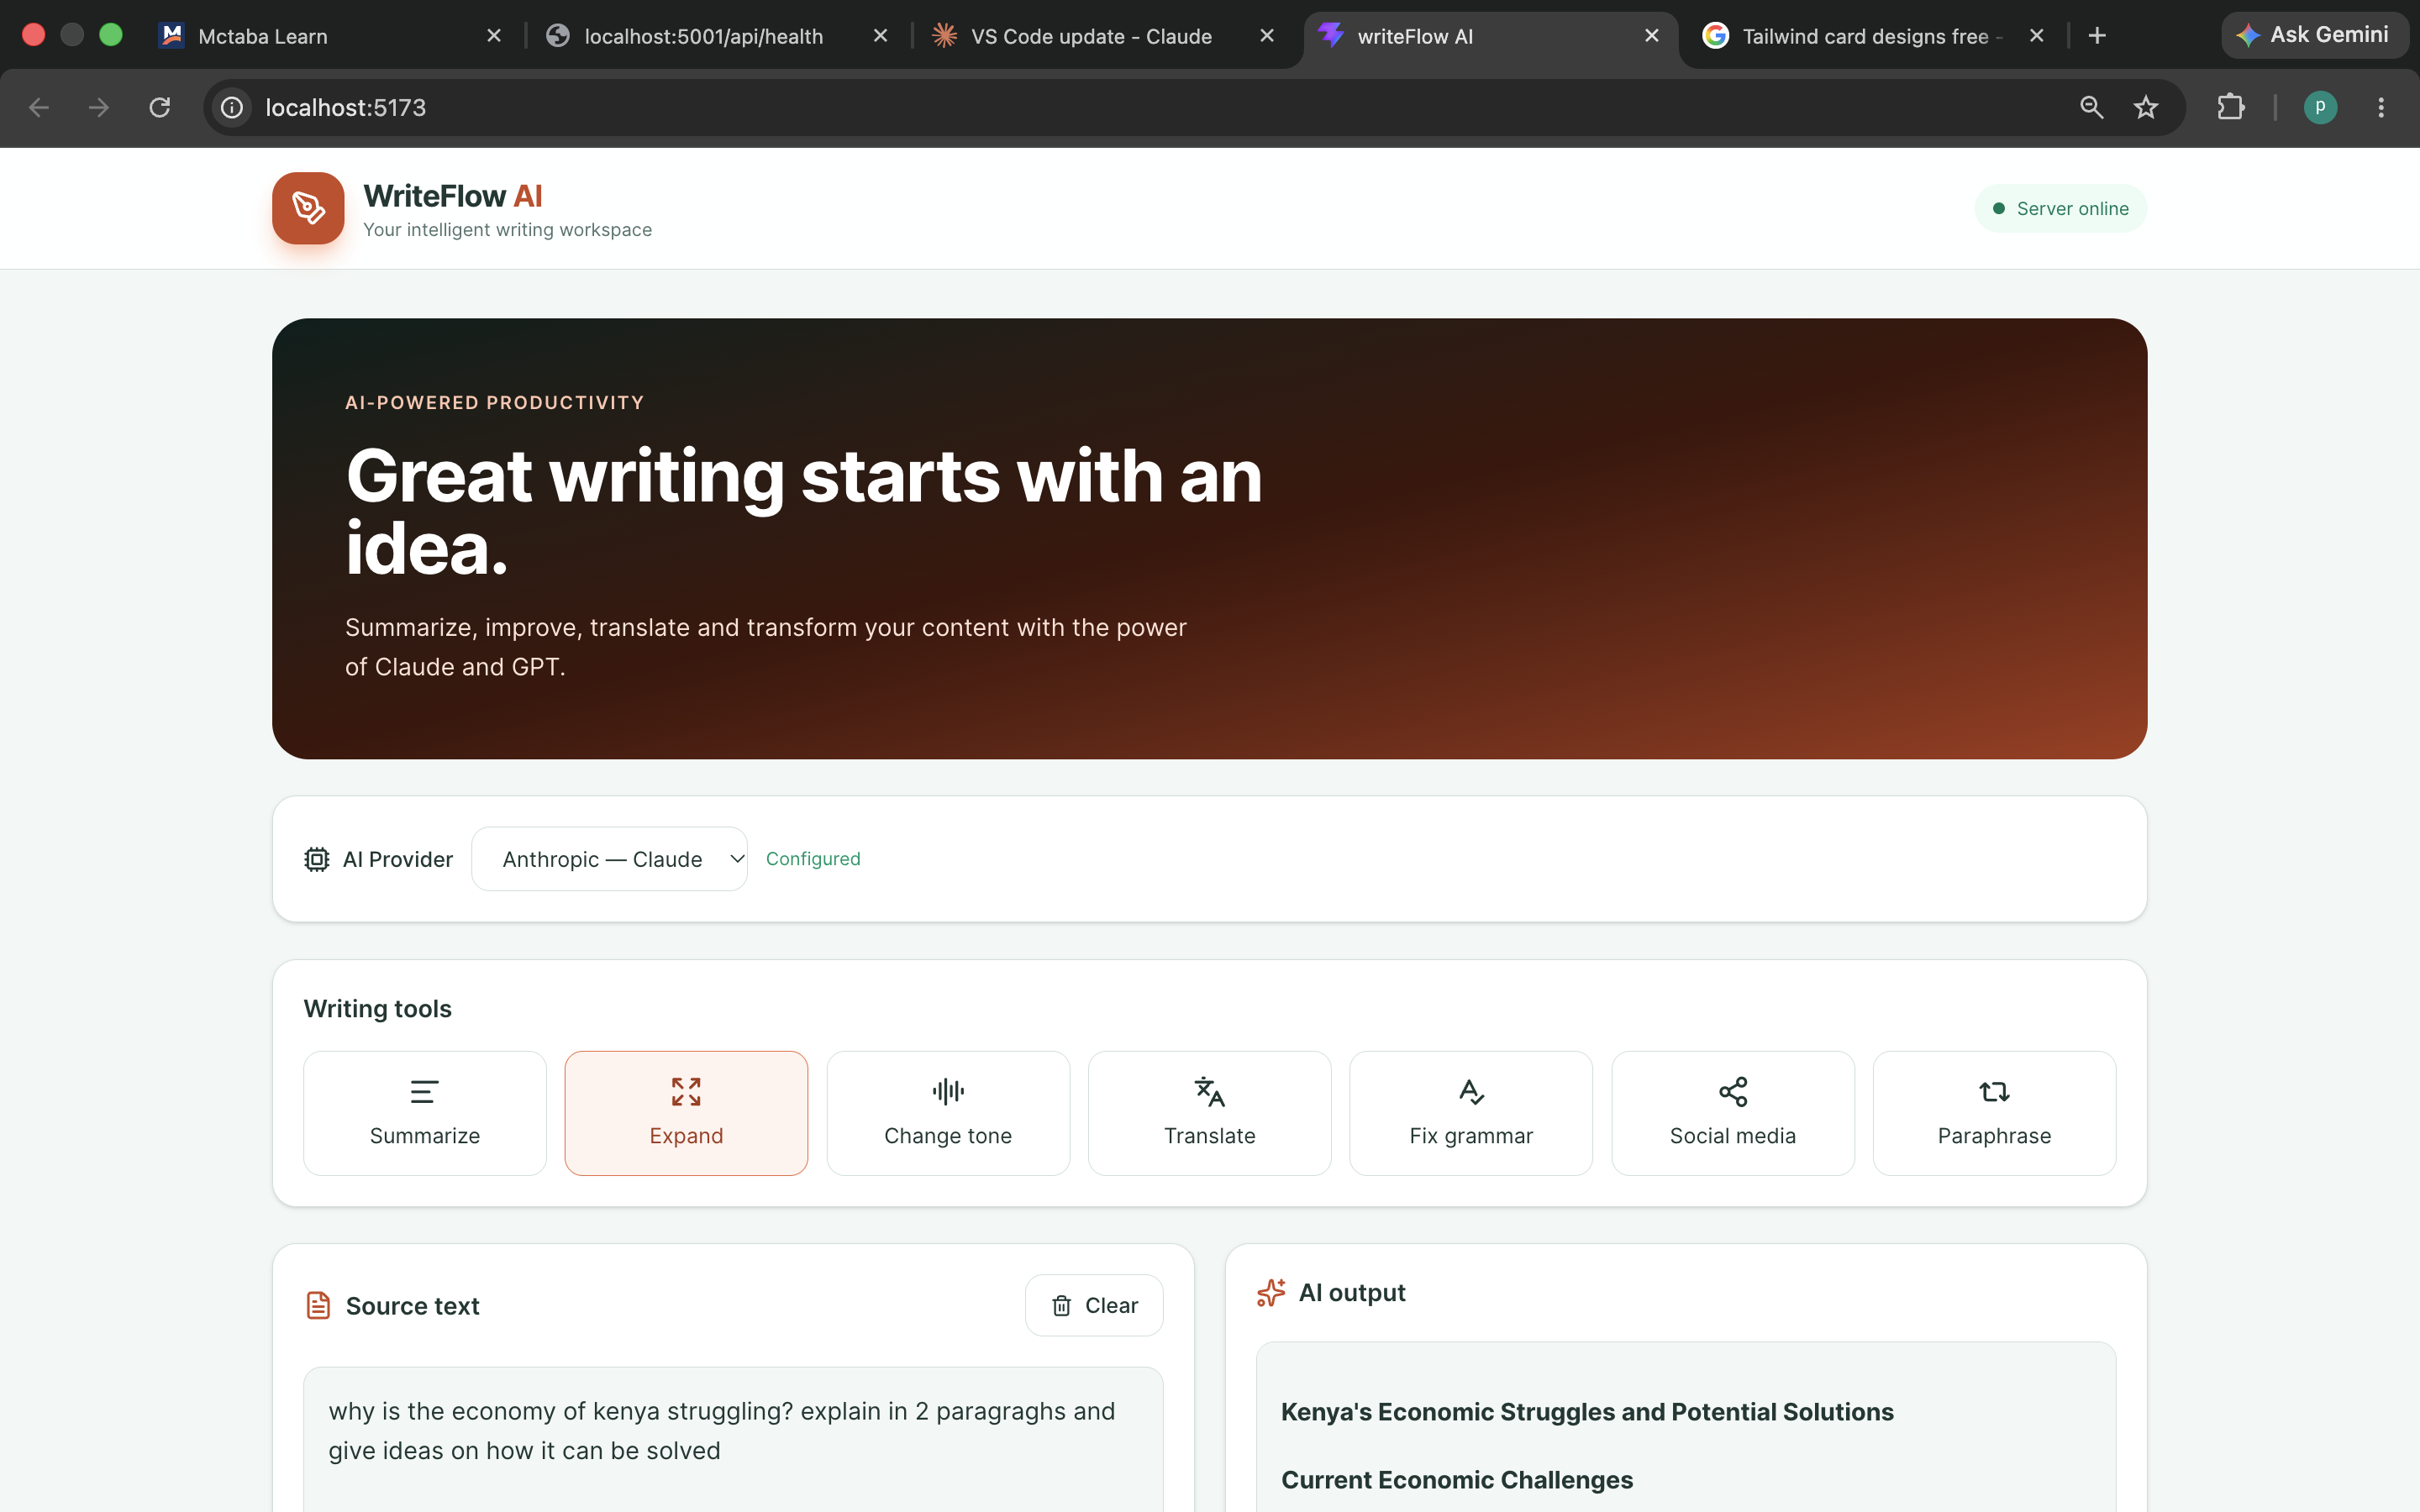 Mctaba Learn
localhost:5001/api/health
VS Code update - Claude
writeFlow AI
Tailwind card designs free -
Ask Gemini
localhost:5173
p
WriteFlow AI
Your intelligent writing workspace
Server online
AI-POWERED PRODUCTIVITY
Great writing starts with an
idea.
Summarize, improve, translate and transform your content with the power
of Claude and GPT.
AI Provider
Anthropic — Claude
Configured
Writing tools
Summarize
Expand
Change tone
Translate
Fix grammar
Social media
Paraphrase
Source text
Clear
why is the economy of kenya struggling? explain in 2 paragraghs and
give ideas on how it can be solved
AI output
Kenya's Economic Struggles and Potential Solutions
Current Economic Challenges